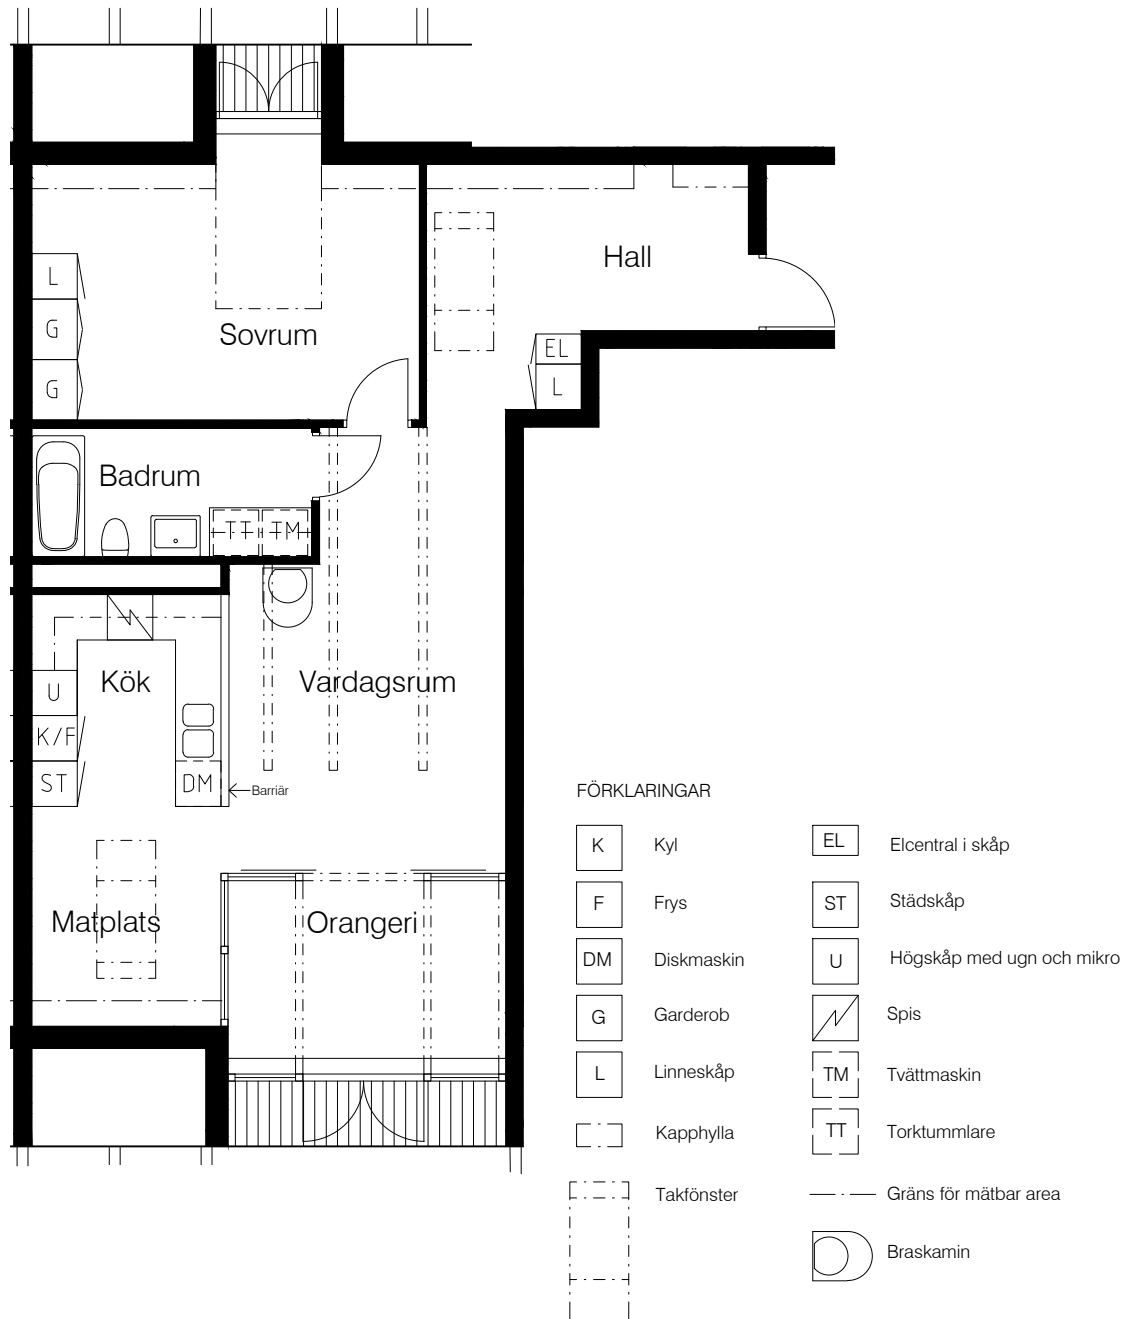 Hall
L
Sovrum
G
EL
G
L
Badrum
TT
TM
Kök
Vardagsrum
U
K/F
ST
DM
Barriär
Matplats
Orangeri
FÖRKLARINGAR
K Kyl
EL Elcentral i skåp
F Frys
ST Städskåp
DM Diskmaskin
U Högskåp med ugn och mikro
G Garderob
Spis
L Linneskåp
TM Tvättmaskin
Kapphylla
TT Torktummlare
Takfönster
Gräns för mätbar area
Braskamin